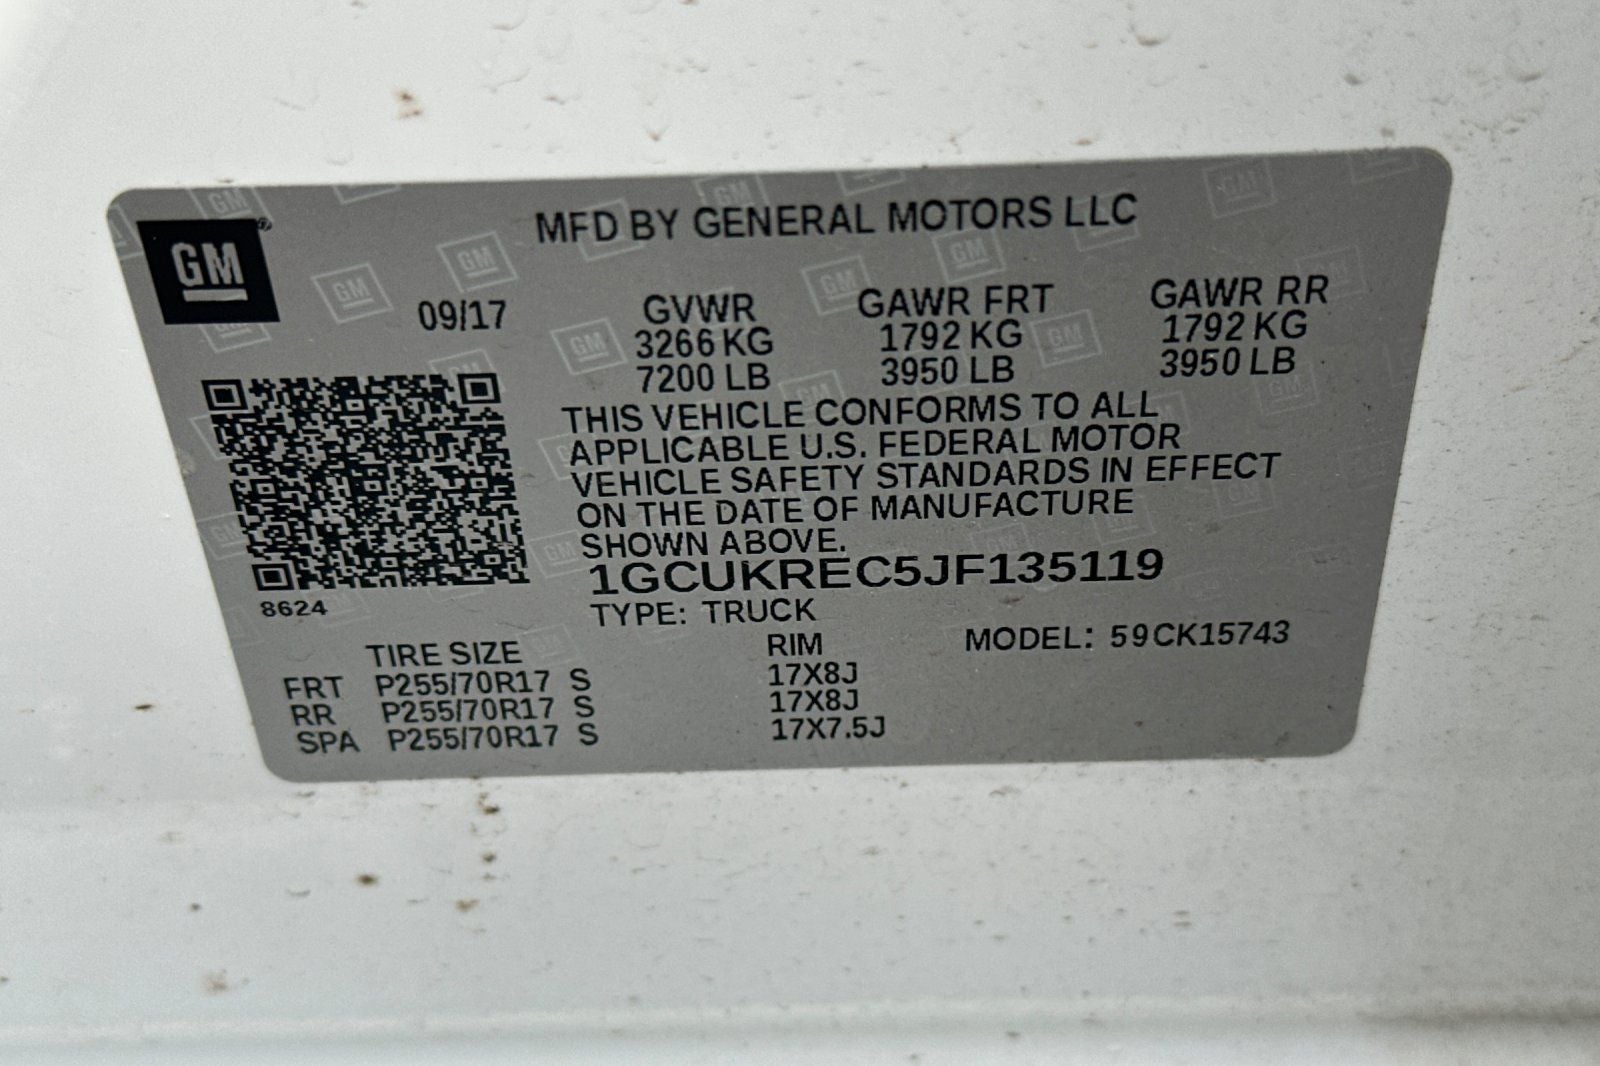 GM
MFD BY GENERAL MOTORS LLC
09/17
GVWR GAWR FRT GAWR RR
3266 KG 1792 KG 1792 KG
7200 LB 3950 LB 3950 LB
THIS VEHICLE CONFORMS TO ALL
APPLICABLE U.S. FEDERAL MOTOR
VEHICLE SAFETY STANDARDS IN EFFECT
ON THE DATE OF MANUFACTURE
SHOWN ABOVE.
1GCUKREC5JF135119
8624
TYPE: TRUCK
TIRE SIZE RIM MODEL: 59CK15743
FRT P255/70R17 S 17X8J
RR P255/70R17 S 17X8J
SPA P255/70R17 S 17X7.5J